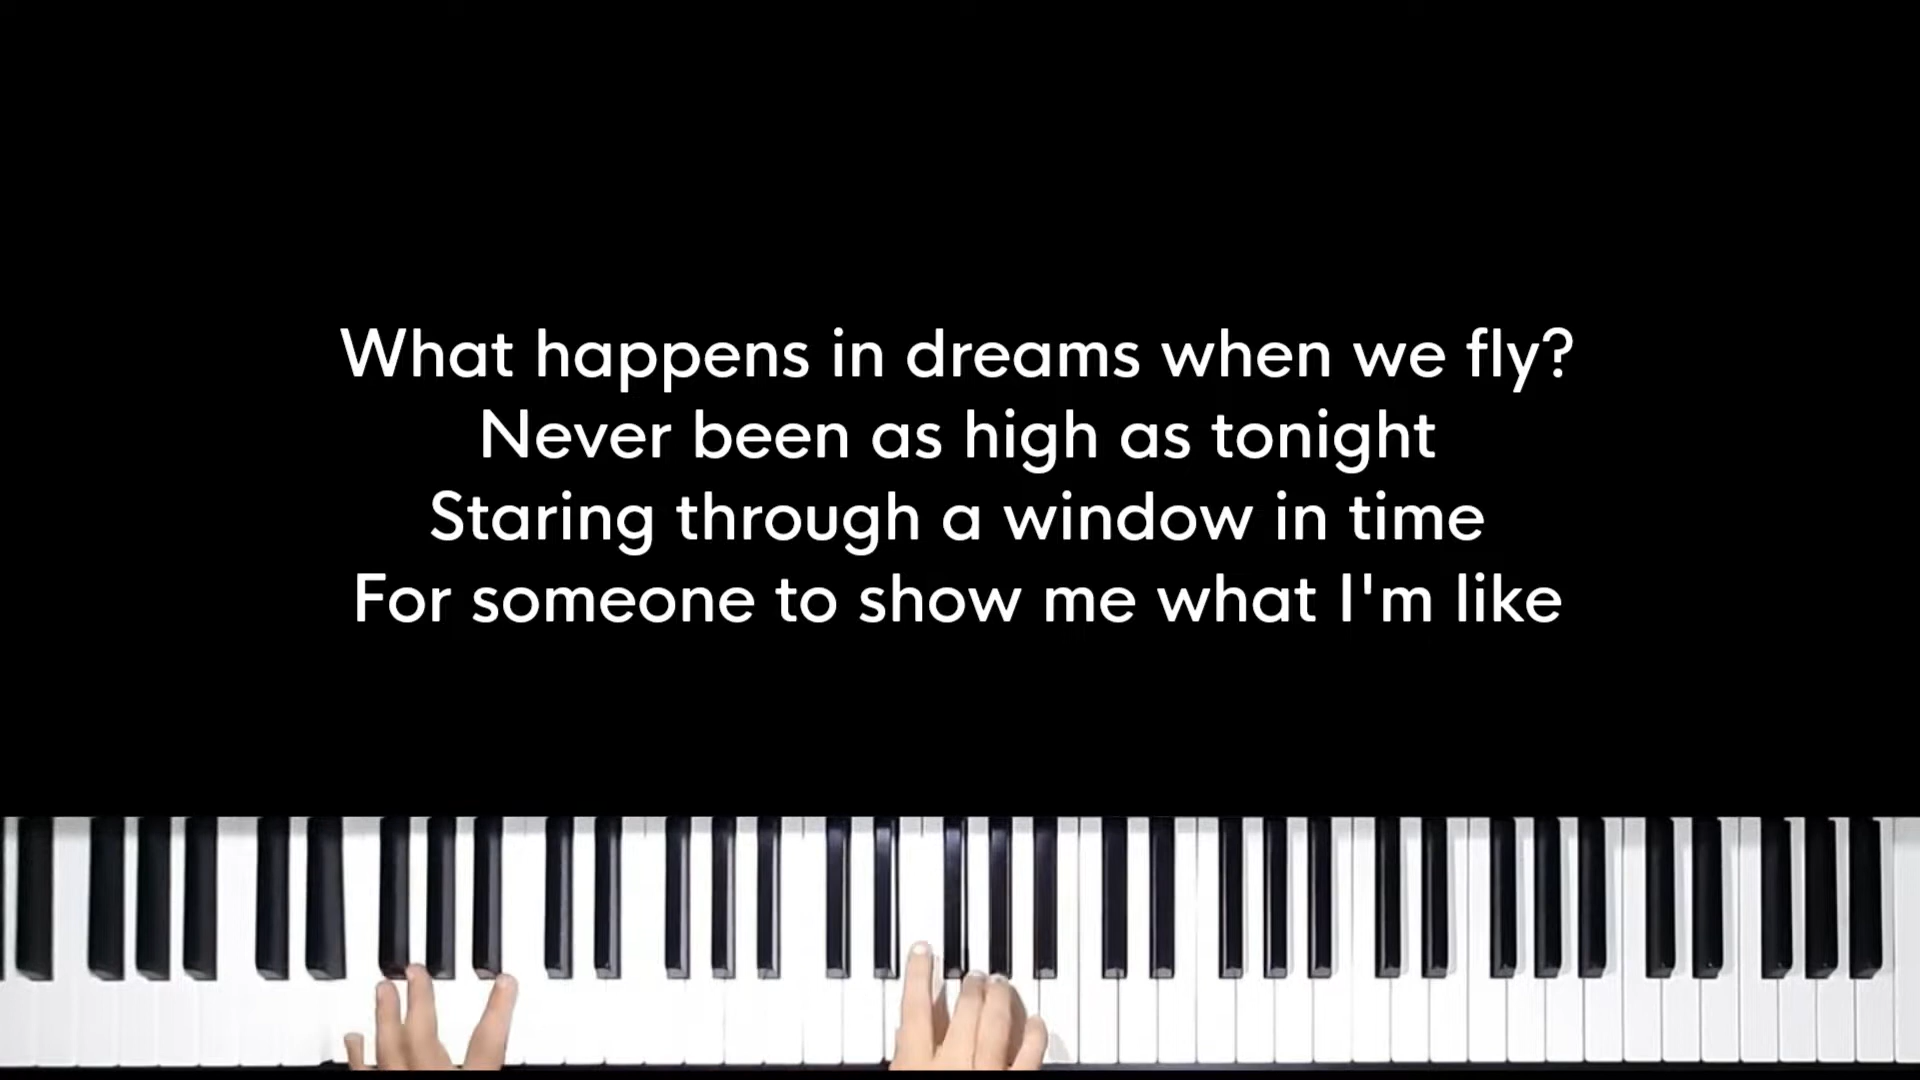 What happens in dreams when we fly?
Never been as high as tonight
Staring through a window in time
For someone to show me what I'm like